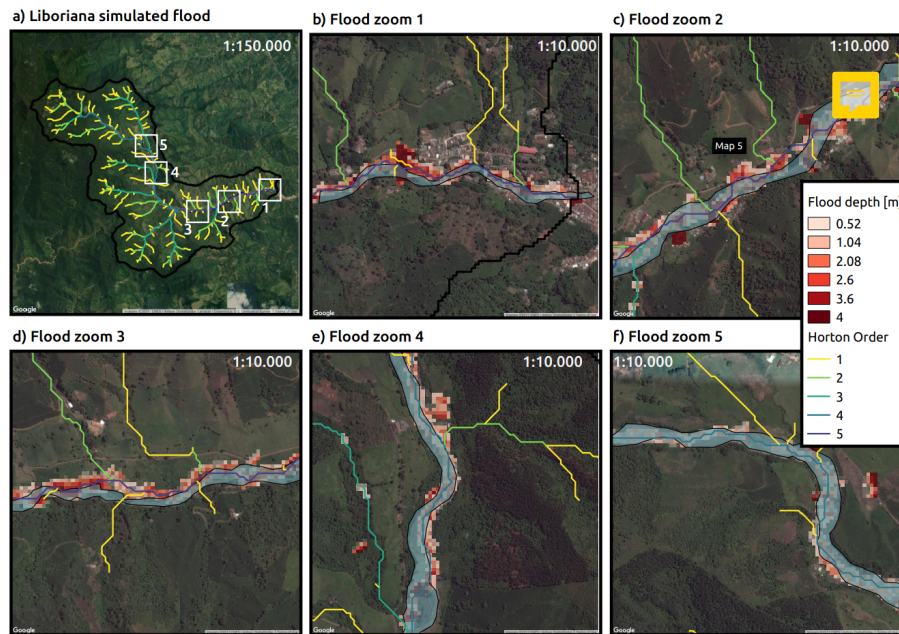 a) Liboriana simulated flood
1:150.000
5
4
3
2
1
Google
b) Flood zoom 1
1:10.000
Google
c) Flood zoom 2
1:10.000
Map 5
Google
Flood depth [m]
0.52
1.04
2.08
2.6
3.6
4
Horton Order
1
2
3
4
5
d) Flood zoom 3
1:10.000
Google
e) Flood zoom 4
1:10.000
Google
f) Flood zoom 5
1:10.000
Google